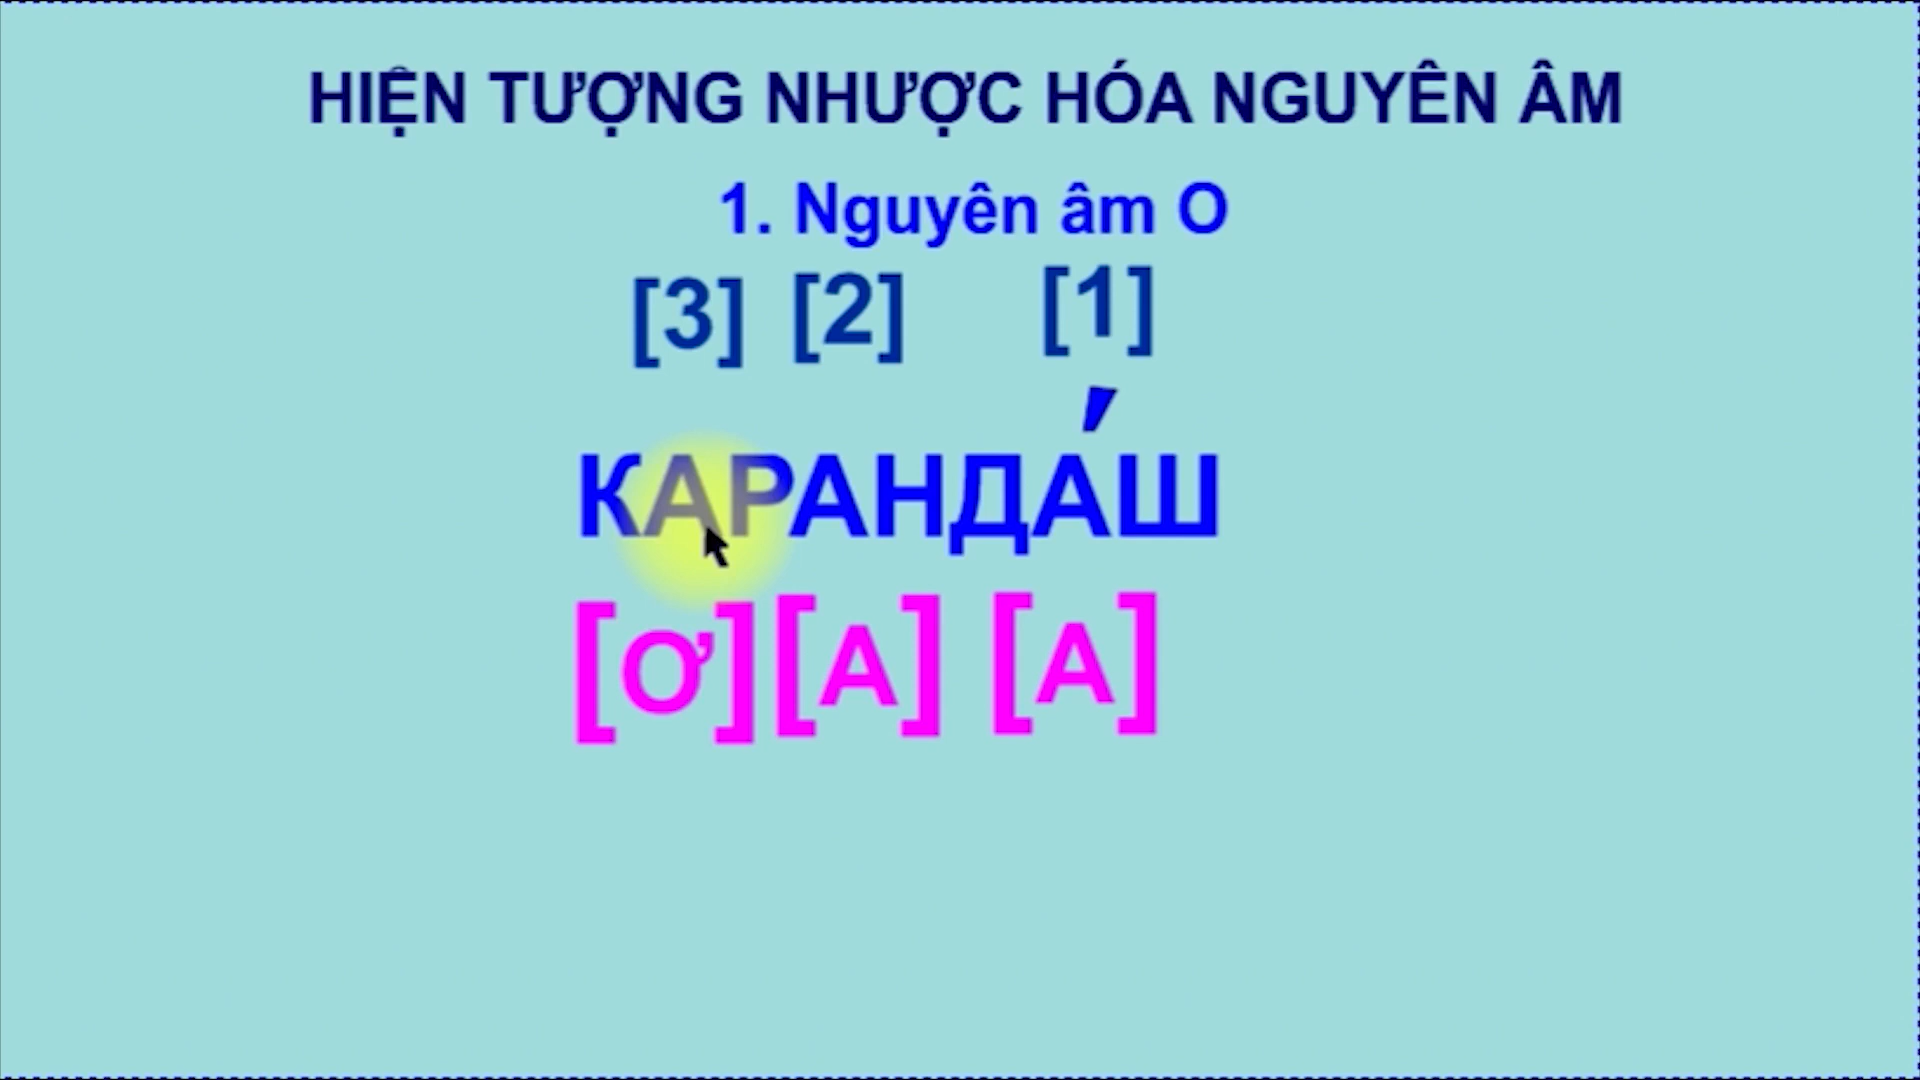 HIỆN TƯỢNG NHƯỢC HÓA NGUYÊN ÂM
1. Nguyên âm O
[3] [2] [1]
КАРАНДА́Ш
[Ơ] [A] [A]